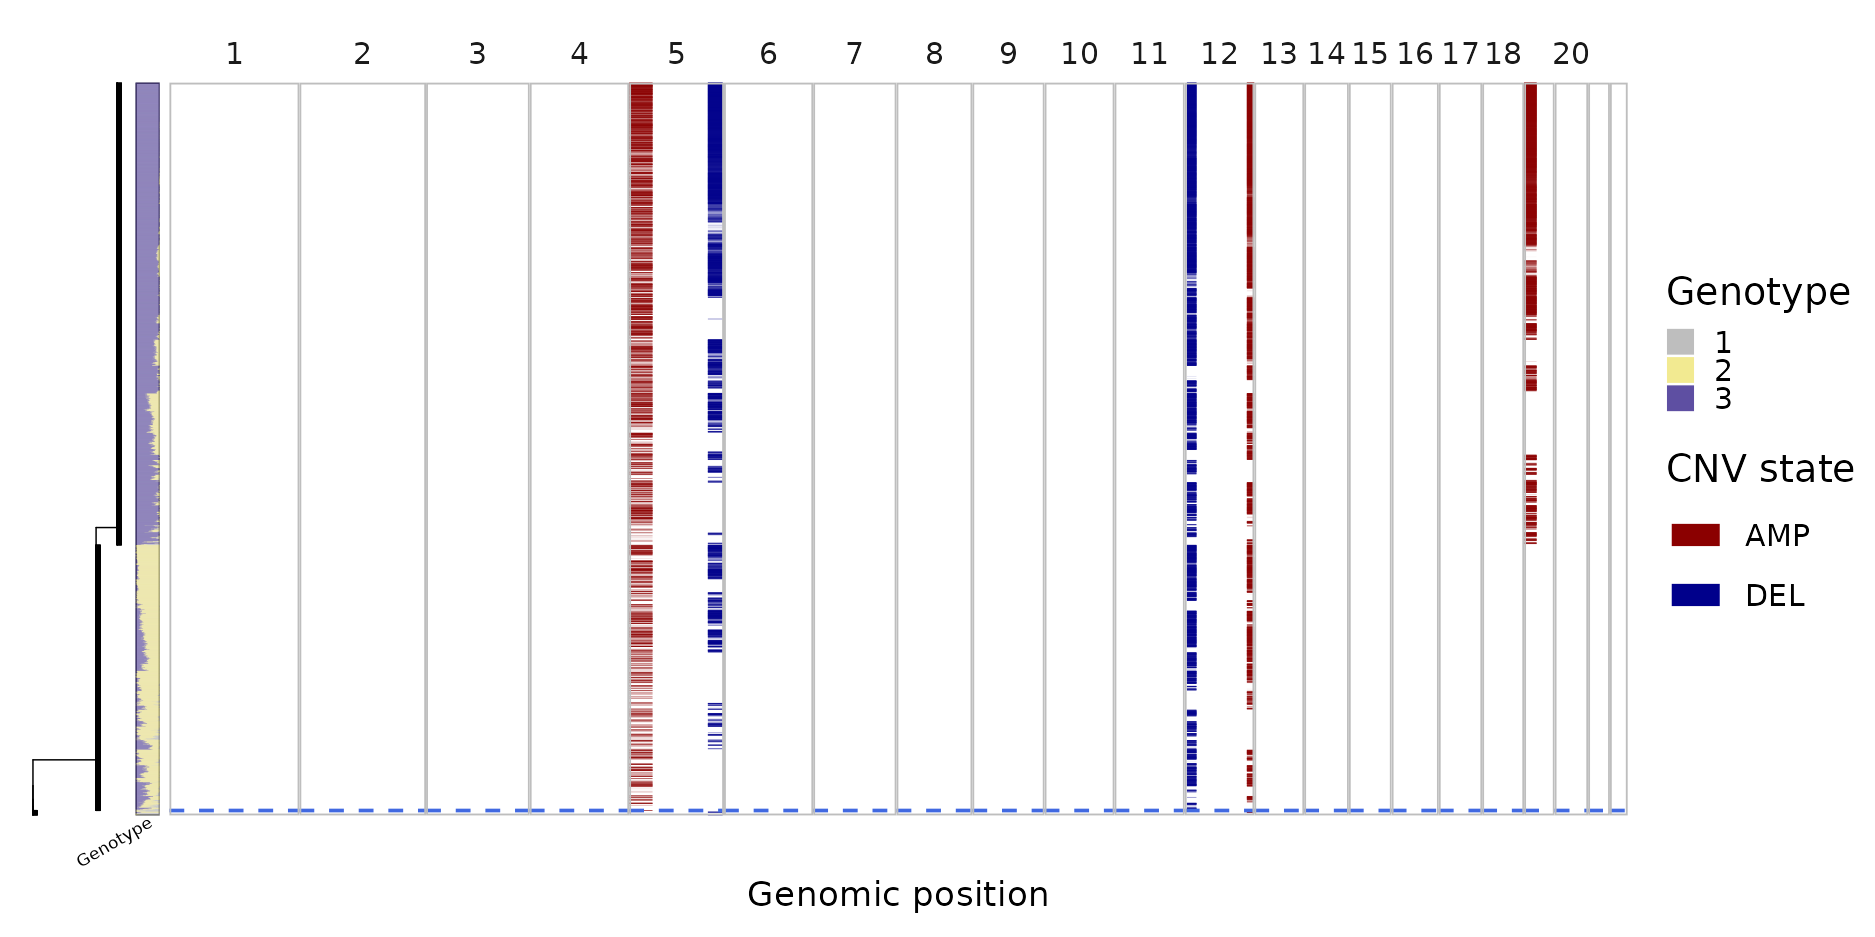 1 2 3 4 5 6 7 8 9 10 11 12 13 14 15 16 17 18 20
Genotype
1
2
3
CNV state
AMP
DEL
Genotype
Genomic position